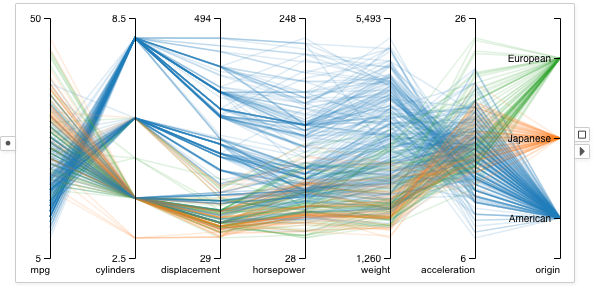 50 8.5 494 248 5,493 26
European
Japanese
American
5 2.5 29 28 1,260 6
mpg cylinders displacement horsepower weight acceleration origin